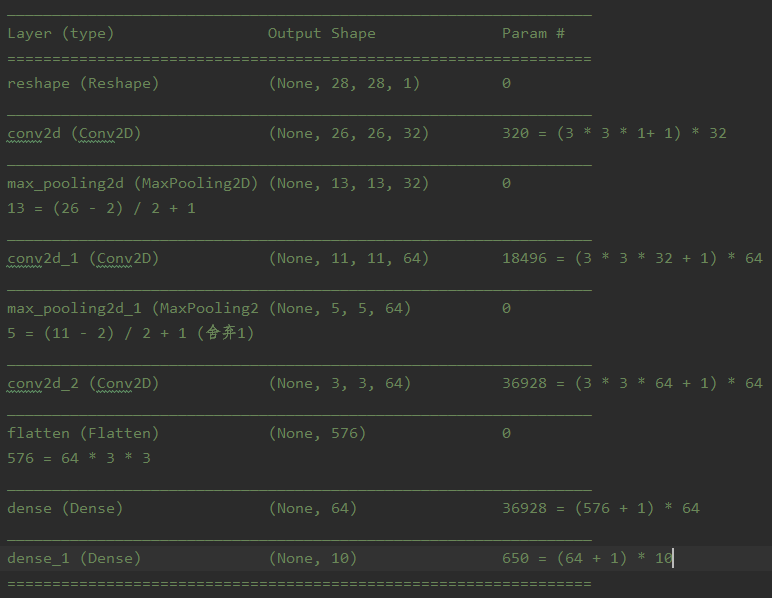 Layer (type) Output Shape Param #
=================================================================
reshape (Reshape) (None, 28, 28, 1) 0
_________________________________________________________________
conv2d (Conv2D) (None, 26, 26, 32) 320 = (3 * 3 * 1+ 1) * 32
_________________________________________________________________
max_pooling2d (MaxPooling2D) (None, 13, 13, 32) 0
13 = (26 - 2) / 2 + 1
_________________________________________________________________
conv2d_1 (Conv2D) (None, 11, 11, 64) 18496 = (3 * 3 * 32 + 1) * 64
_________________________________________________________________
max_pooling2d_1 (MaxPooling2 (None, 5, 5, 64) 0
5 = (11 - 2) / 2 + 1 (舍弃1)
_________________________________________________________________
conv2d_2 (Conv2D) (None, 3, 3, 64) 36928 = (3 * 3 * 64 + 1) * 64
_________________________________________________________________
flatten (Flatten) (None, 576) 0
576 = 64 * 3 * 3
_________________________________________________________________
dense (Dense) (None, 64) 36928 = (576 + 1) * 64
_________________________________________________________________
dense_1 (Dense) (None, 10) 650 = (64 + 1) * 10
=================================================================